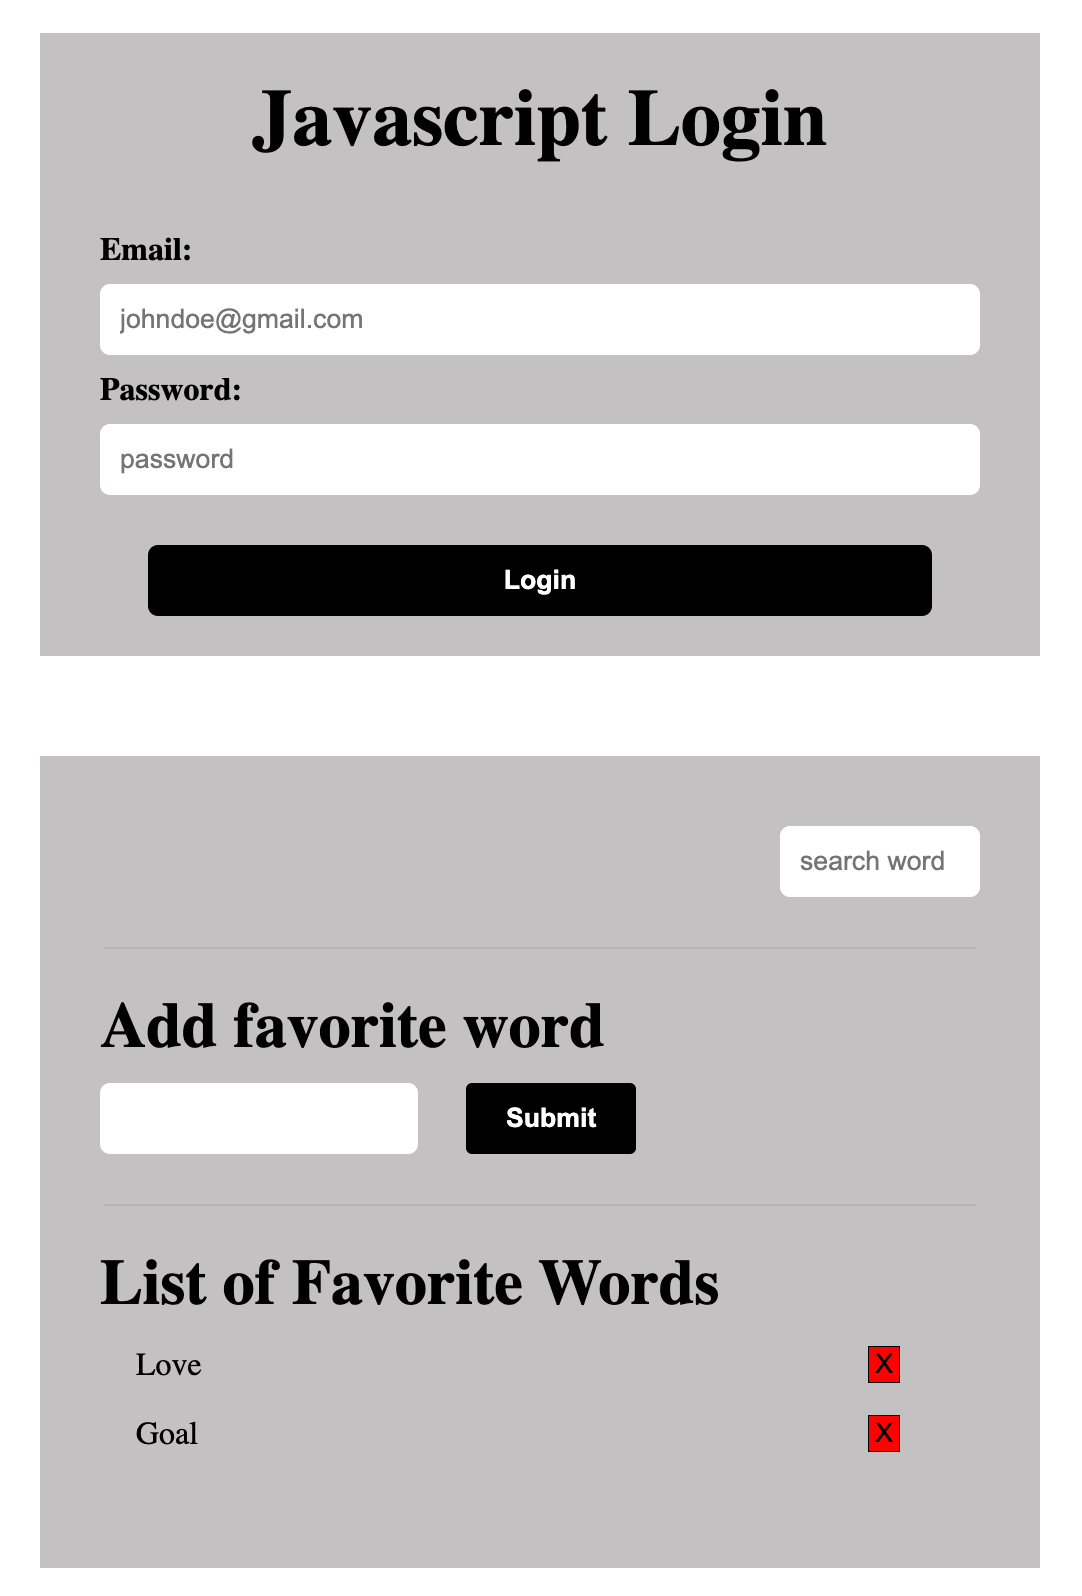 Javascript Login
Email:
johndoe@gmail.com
Password:
password
Login
search word
Add favorite word
Submit
List of Favorite Words
Love X
Goal X